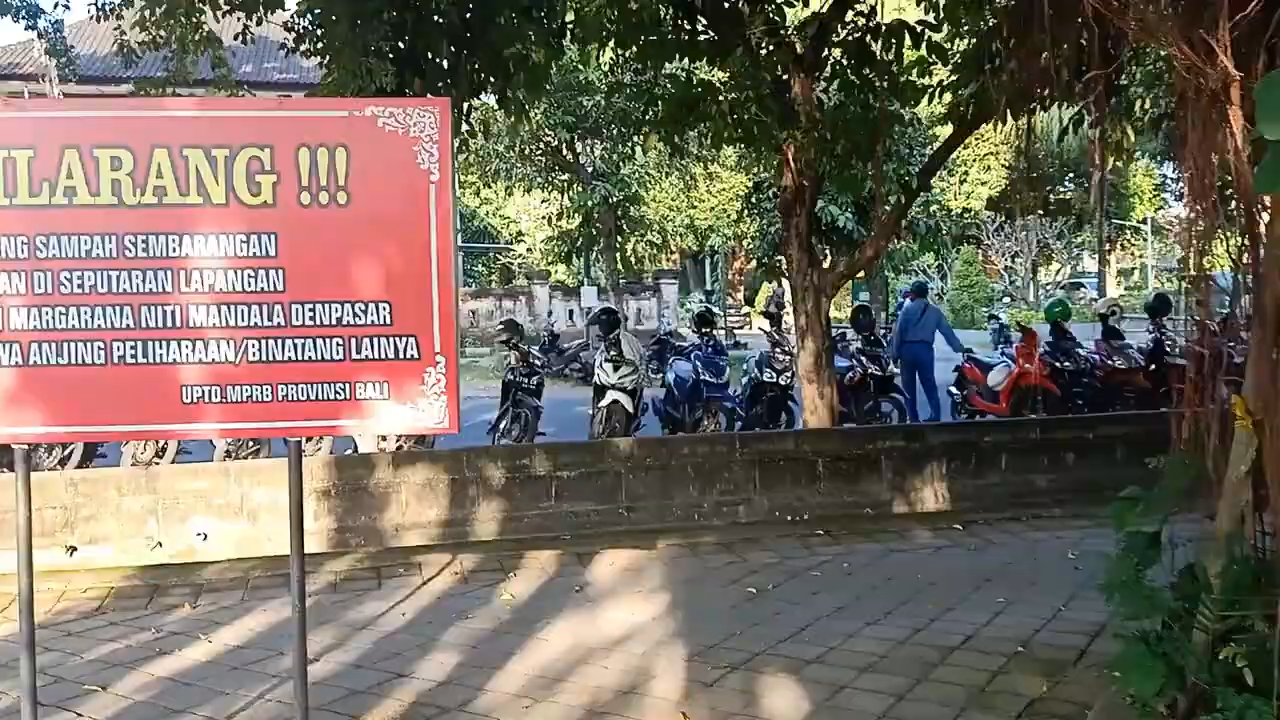 ILARANG !!!
NG SAMPAH SEMBARANGAN
AN DI SEPUTARAN LAPANGAN
MARGARANA NITI MANDALA DENPASAR
WA ANJING PELIHARAAN/BINATANG LAINYA
UPTD.MPRB PROVINSI BALI